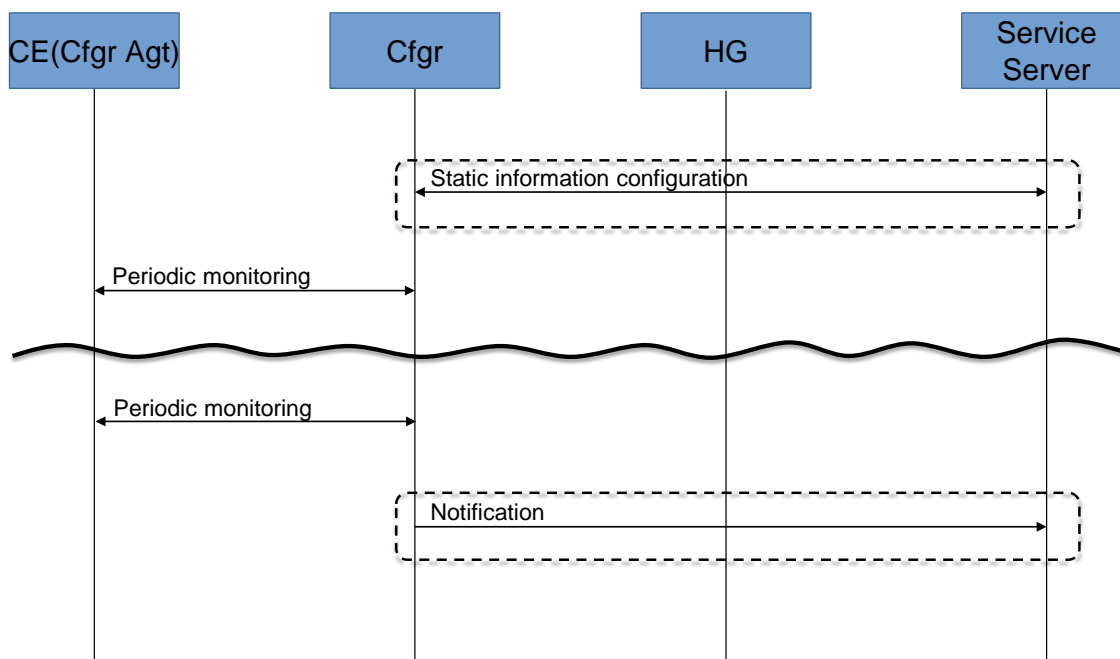 CE(Cfgr Agt)
Cfgr
HG
Service
Server
Static information configuration
Periodic monitoring
Periodic monitoring
Notification